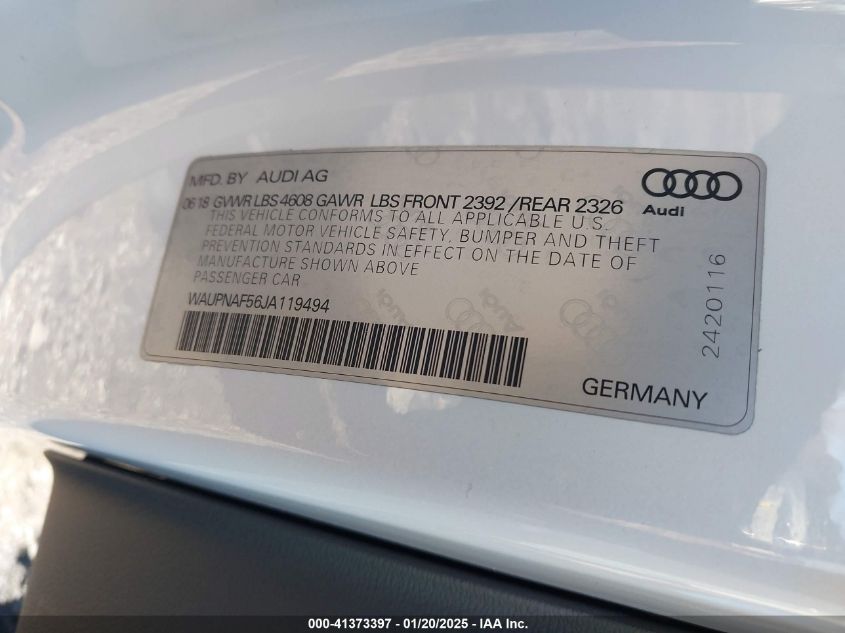 MFD. BY AUDI AG
0618 GVWR LBS 4608 GAWR LBS FRONT 2392 /REAR 2326
THIS VEHICLE CONFORMS TO ALL APPLICABLE U.S.
FEDERAL MOTOR VEHICLE SAFETY, BUMPER AND THEFT
PREVENTION STANDARDS IN EFFECT ON THE DATE OF
MANUFACTURE SHOWN ABOVE
PASSENGER CAR
WAUPNAF56JA119494
Audi
2420116
GERMANY
000-41373397 - 01/20/2025 - IAA Inc.